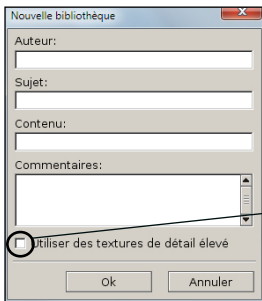 Nouvelle bibliothèque
Auteur:
Sujet:
Contenu:
Commentaires:
Utiliser des textures de détail élevé
Ok
Annuler